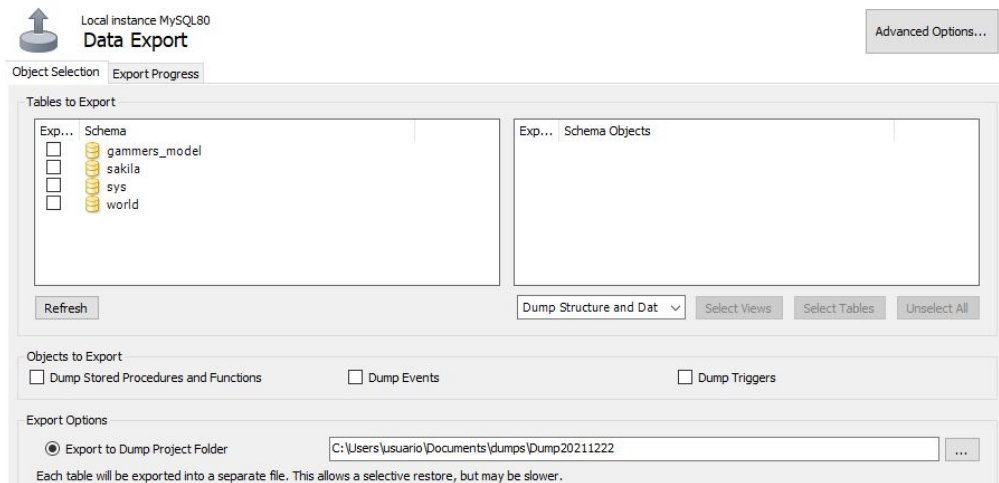 Local instance MySQL80
Data Export
Advanced Options...
Object Selection Export Progress
Tables to Export
Exp... Schema
gammers_model
sakila
sys
world
Exp... Schema Objects
Refresh
Dump Structure and Dat
Select Views
Select Tables
Unselect All
Objects to Export
Dump Stored Procedures and Functions
Dump Events
Dump Triggers
Export Options
Export to Dump Project Folder
C:\Users\usuario\Documents\dumps\Dump20211222
...
Each table will be exported into a separate file. This allows a selective restore, but may be slower.